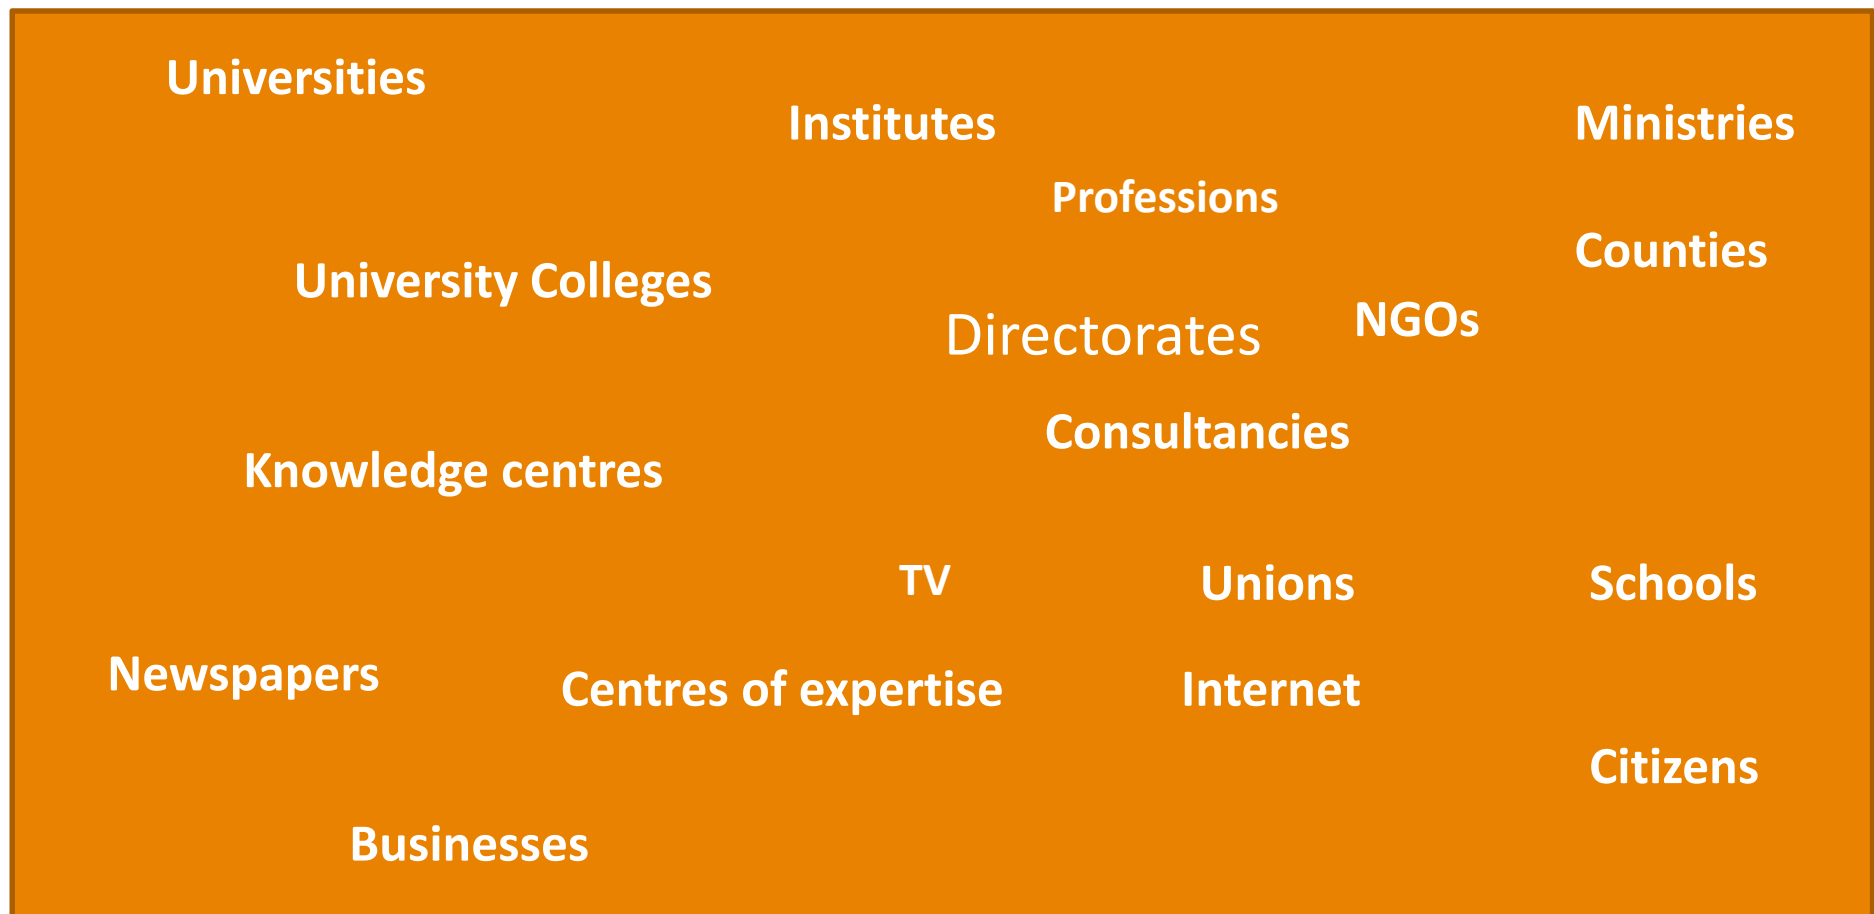 Universities
Institutes
Ministries
Professions
Counties
University Colleges
NGOs
Directorates
Consultancies
Knowledge centres
TV
Unions
Schools
Newspapers
Centres of expertise
Internet
Citizens
Businesses